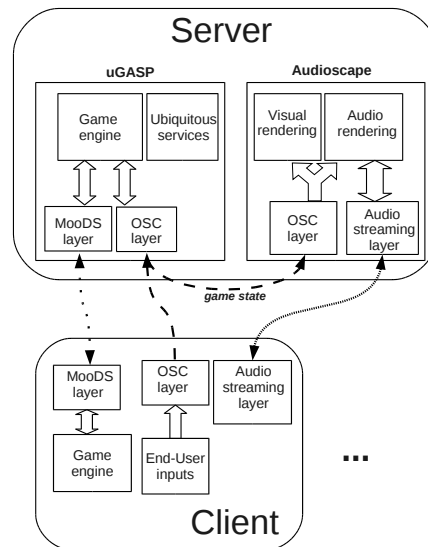 Server
uGASP
Audioscape
Game
engine
Ubiquitous
services
Visual
rendering
Audio
rendering
MooDS
layer
OSC
layer
OSC
layer
Audio
streaming
layer
game state
MooDS
layer
OSC
layer
Audio
streaming
layer
Game
engine
End-User
inputs
...
Client